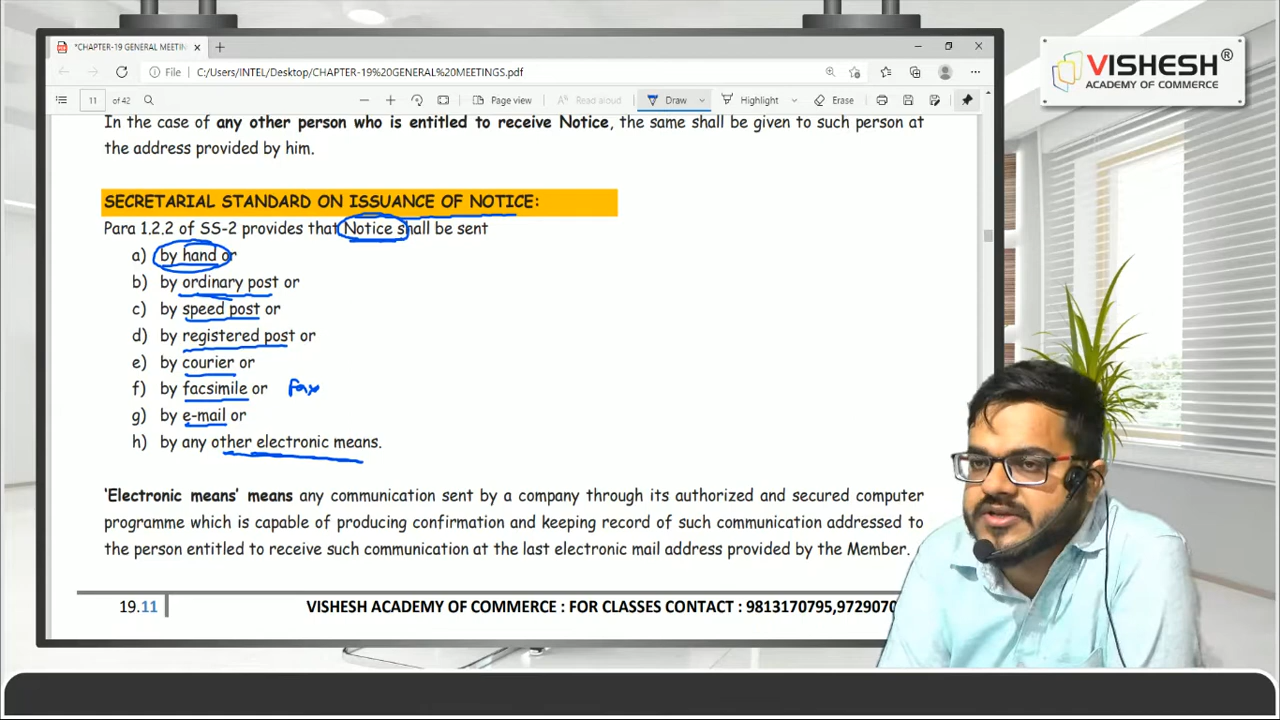 *CHAPTER-19 GENERAL MEETIN
File
C:/Users/INTEL/Desktop/CHAPTER-19%20GENERAL%20MEETINGS.pdf
11 of 42
Page view
Read aloud
Draw
Highlight
Erase
VISHESH®
ACADEMY OF COMMERCE
In the case of any other person who is entitled to receive Notice, the same shall be given to such person at
the address provided by him.
SECRETARIAL STANDARD ON ISSUANCE OF NOTICE:
Para 1.2.2 of SS-2 provides that Notice shall be sent
a) by hand or
b) by ordinary post or
c) by speed post or
d) by registered post or
e) by courier or
f) by facsimile or fax
g) by e-mail or
h) by any other electronic means.
'Electronic means' means any communication sent by a company through its authorized and secured computer
programme which is capable of producing confirmation and keeping record of such communication addressed to
the person entitled to receive such communication at the last electronic mail address provided by the Member.
19.11
VISHESH ACADEMY OF COMMERCE : FOR CLASSES CONTACT : 9813170795,972907